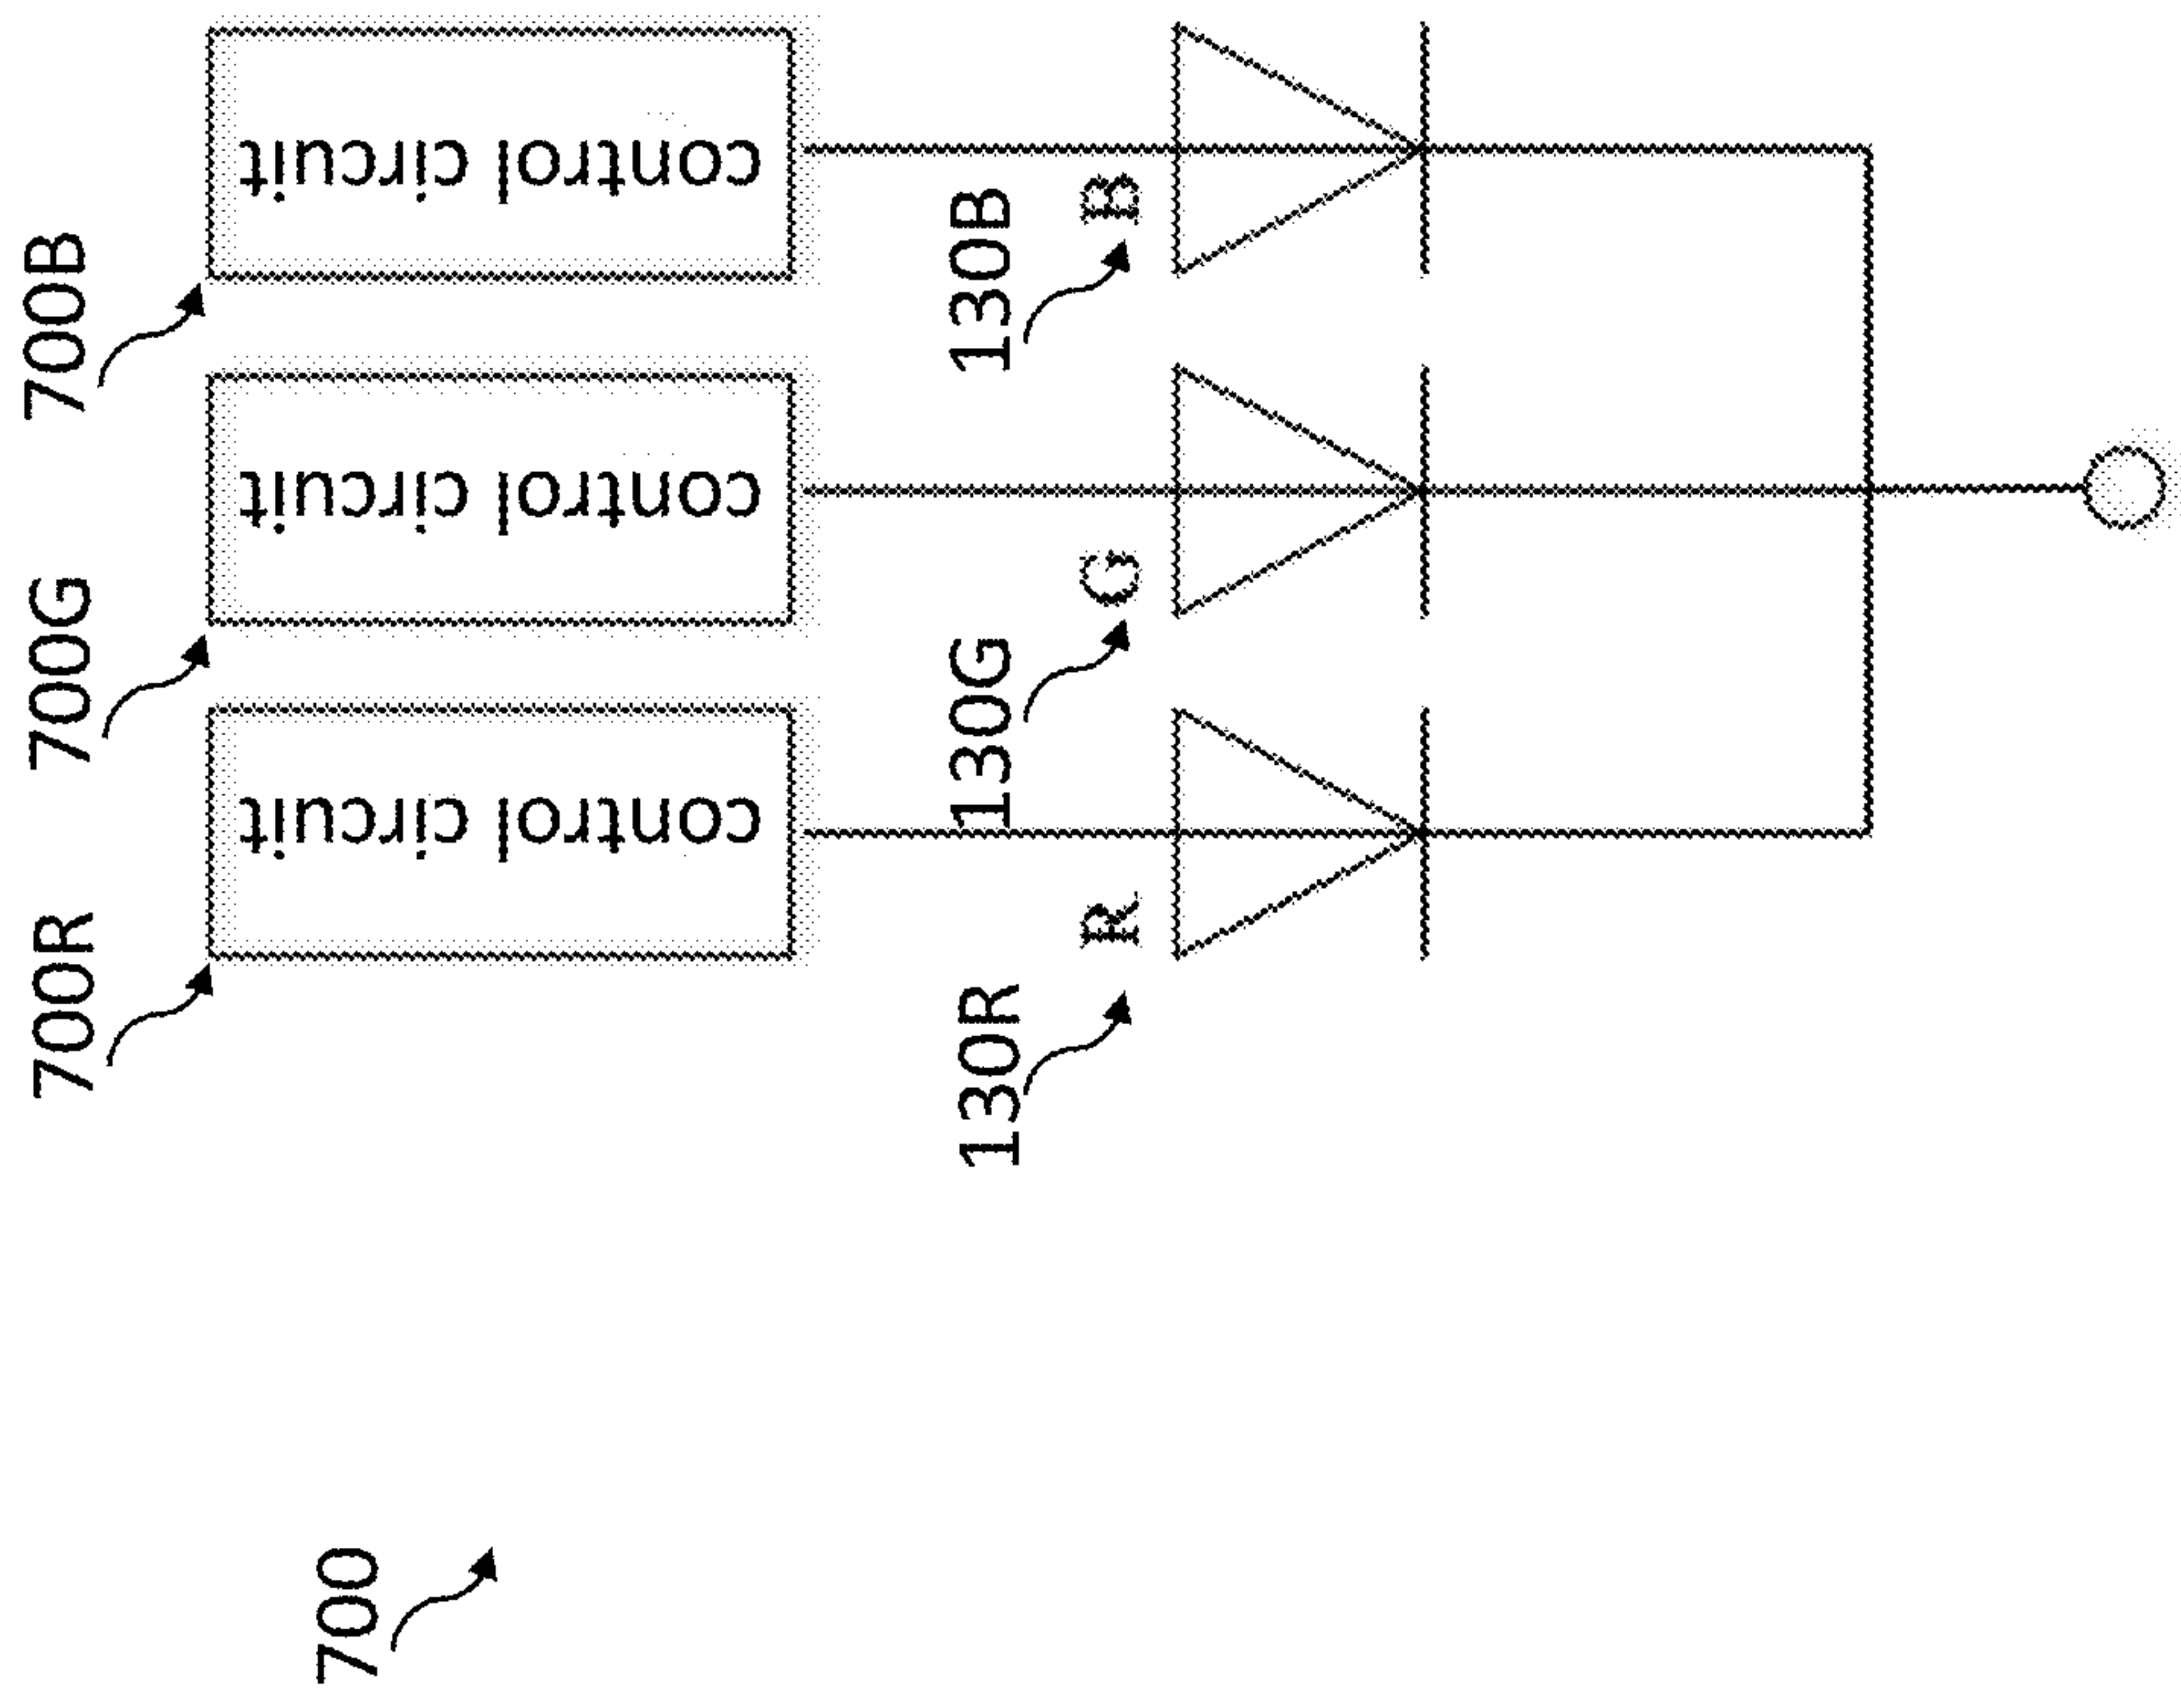 700
700R
700G
700B
control circuit
control circuit
control circuit
130R
130G
130B
R
G
B